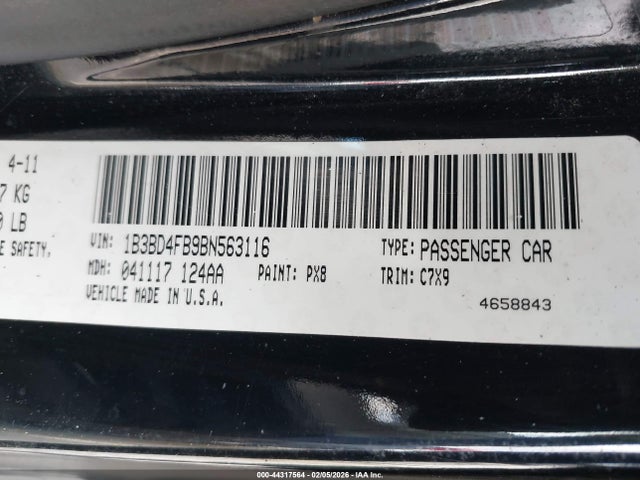 4-11
7 KG
0 LB
E SAFETY,
VIN: 1B3BD4FB9BN563116 TYPE: PASSENGER CAR
MDH: 041117 124AA PAINT: PX8 TRIM: C7X9
VEHICLE MADE IN U.S.A. 4658843
000-44317564 - 02/05/2026 - IAA Inc.